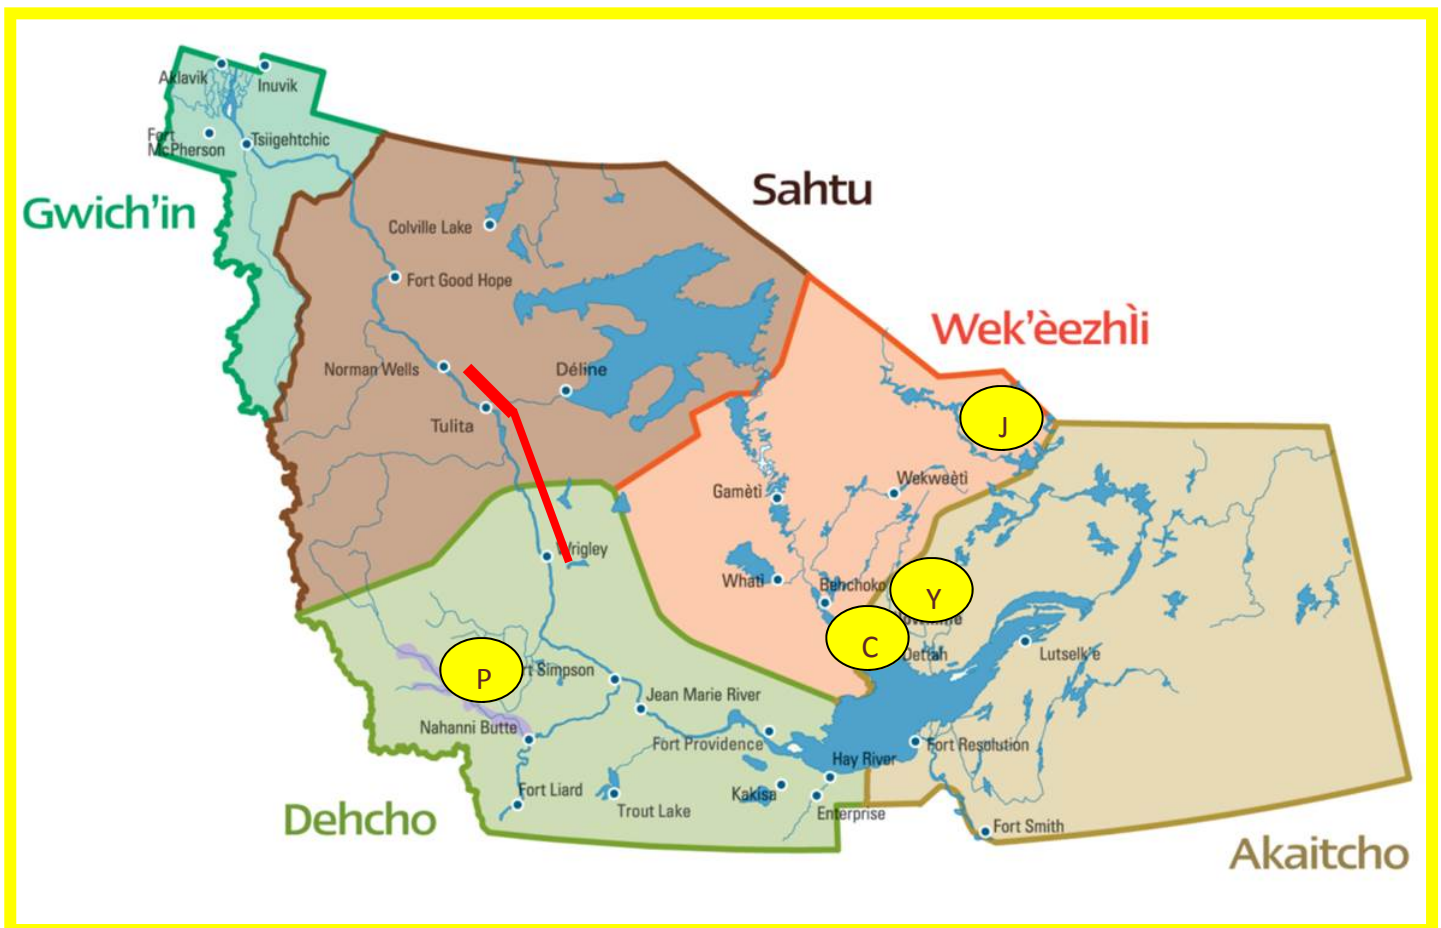 Aklavik
Inuvik
Fort
McPherson
Tsiigehtchic
Gwich'in
Sahtu
Colville Lake
Fort Good Hope
Wek'èezhÌi
Norman Wells
Déline
Tulita
J
Gamètì
Wekweètì
Wrigley
Whatì
Behchoko
Y
C
Dettah
Lutselk'e
P
rt Simpson
Jean Marie River
Nahanni Butte
Fort Providence
Fort Resolution
Hay River
Fort Liard
Trout Lake
Kakisa
Enterprise
Dehcho
Fort Smith
Akaitcho